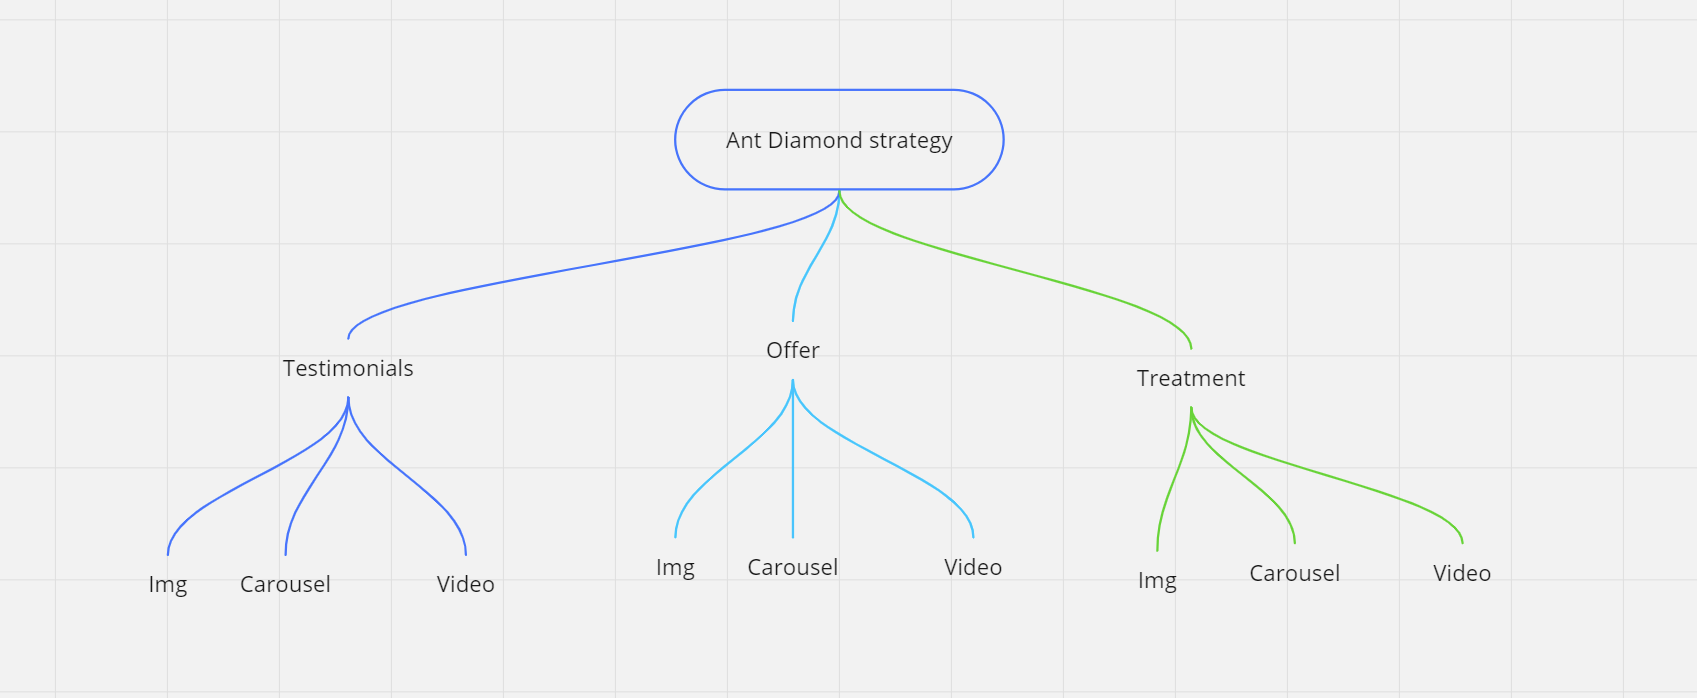 Ant Diamond strategy
Testimonials
Offer
Treatment
Img
Carousel
Video
Img
Carousel
Video
Img
Carousel
Video